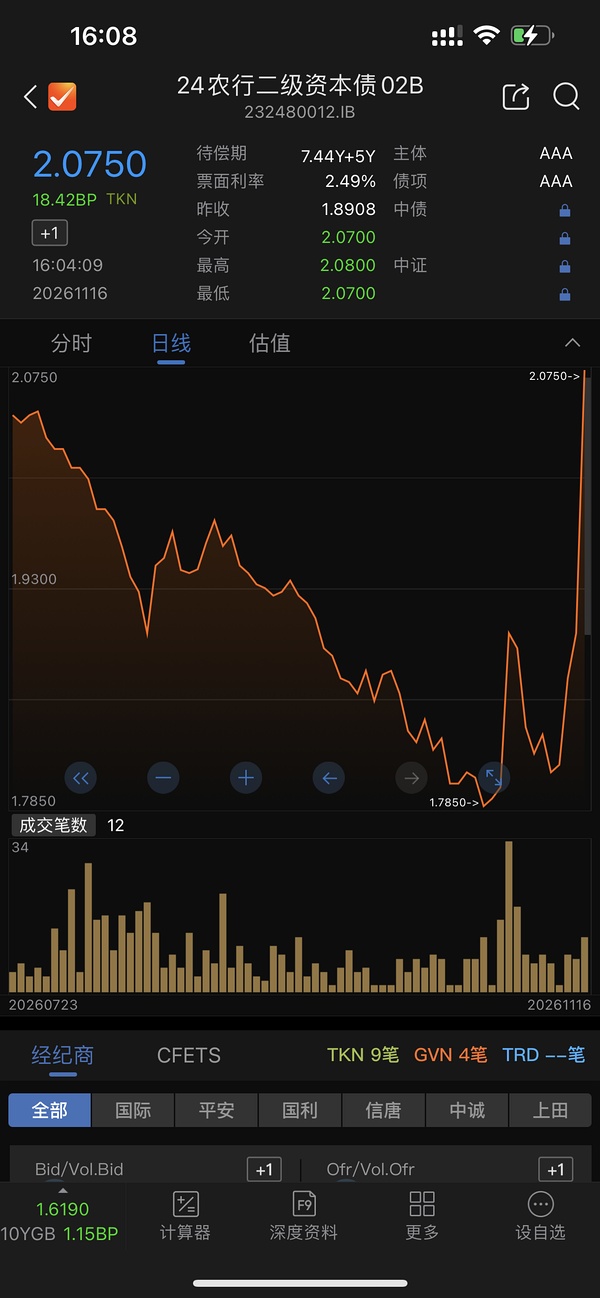 16:08
24农行二级资本债02B
232480012.IB
2.0750
待偿期 7.44Y+5Y 主体 AAA
18.42BP TKN
票面利率 2.49% 债项 AAA
昨收 1.8908 中债
+1
今开 2.0700
16:04:09
最高 2.0800 中证
20261116
最低 2.0700
分时 日线 估值
2.0750
2.0750->
1.9300
1.7850
1.7850->
成交笔数 12
34
20260723 20261116
经纪商 CFETS TKN 9笔 GVN 4笔 TRD --笔
全部 国际 平安 国利 信唐 中诚 上田
Bid/Vol.Bid +1 Ofr/Vol.Ofr +1
1.6190
10YGB 1.15BP
F9
计算器 深度资料 更多 设自选